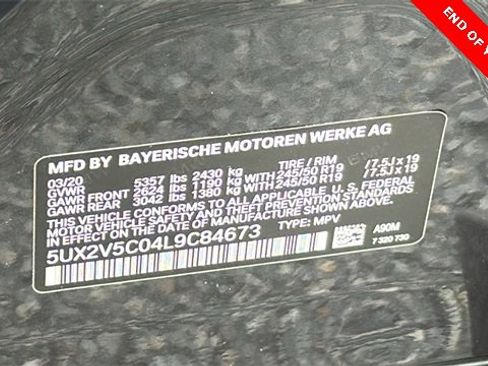 END OF
MFD BY BAYERISCHE MOTOREN WERKE AG
03/20 TIRE / RIM
GVWR 5357 lbs 2430 kg
GAWR FRONT 2624 lbs 1190 kg WITH 245/50 R19 / 7.5J x 19
GAWR REAR 3042 lbs 1380 kg WITH 245/50 R19 / 7.5J x 19
THIS VEHICLE CONFORMS TO ALL APPLICABLE U.S. FEDERAL
MOTOR VEHICLE SAFETY AND THEFT PREVENTION STANDARDS
IN EFFECT ON THE DATE OF MANUFACTURE SHOWN ABOVE.
5UX2V5C04L9C84673 TYPE: MPV
A90M
7 320 730